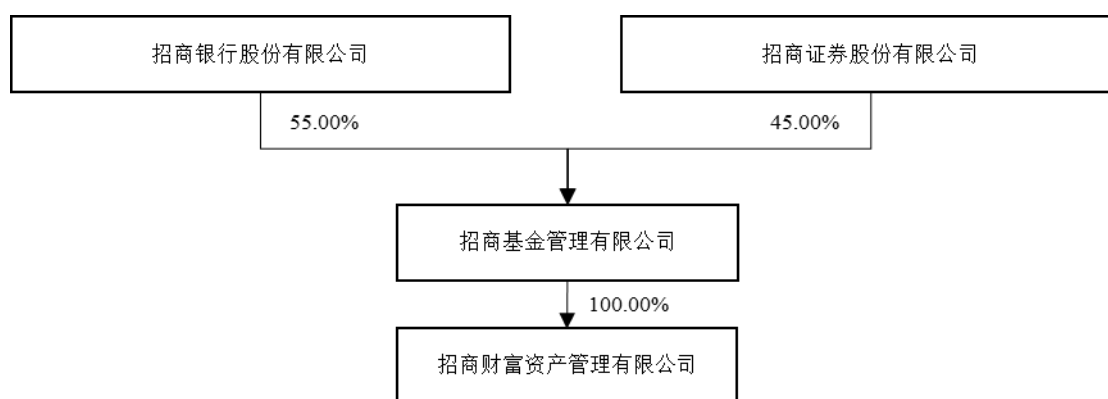 招商银行股份有限公司
招商证券股份有限公司
55.00%
45.00%
招商基金管理有限公司
100.00%
招商财富资产管理有限公司